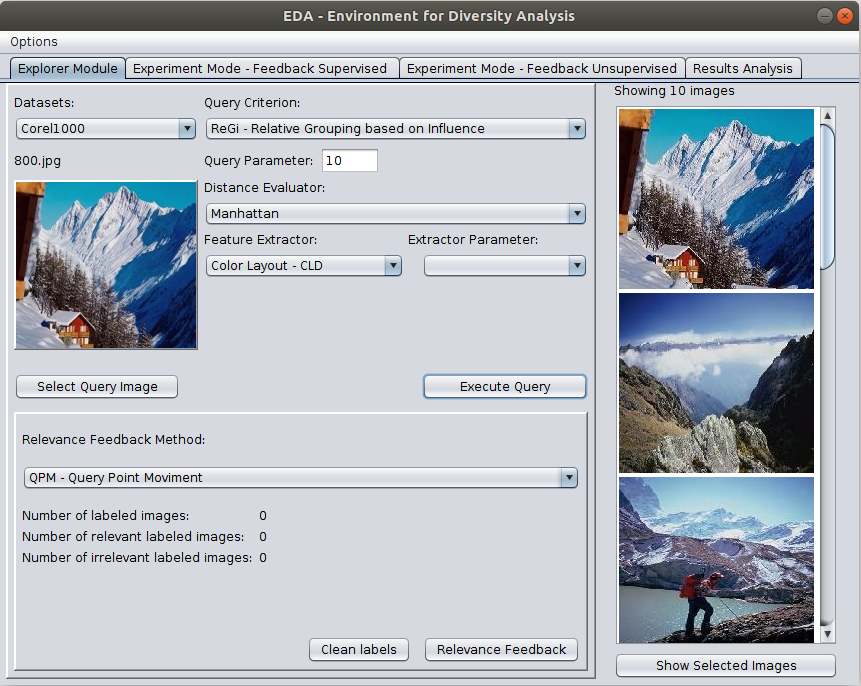 EDA - Environment for Diversity Analysis
Options
Explorer Module
Experiment Mode - Feedback Supervised
Experiment Mode - Feedback Unsupervised
Results Analysis
Datasets:
Corel1000
800.jpg
Query Criterion:
ReGi - Relative Grouping based on Influence
Query Parameter: 10
Distance Evaluator:
Manhattan
Feature Extractor:
Color Layout - CLD
Extractor Parameter:
Select Query Image
Execute Query
Relevance Feedback Method:
QPM - Query Point Moviment
Number of labeled images: 0
Number of relevant labeled images: 0
Number of irrelevant labeled images: 0
Clean labels
Relevance Feedback
Showing 10 images
Show Selected Images